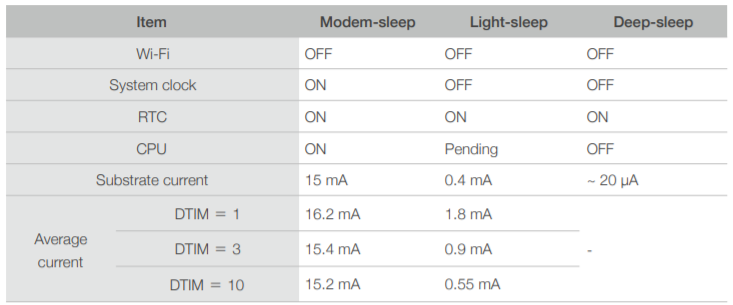 Item Modem-sleep Light-sleep Deep-sleep
Wi-Fi OFF OFF OFF
System clock ON OFF OFF
RTC ON ON ON
CPU ON Pending OFF
Substrate current 15 mA 0.4 mA ~ 20 μA
Average current
DTIM = 1 16.2 mA 1.8 mA
DTIM = 3 15.4 mA 0.9 mA -
DTIM = 10 15.2 mA 0.55 mA